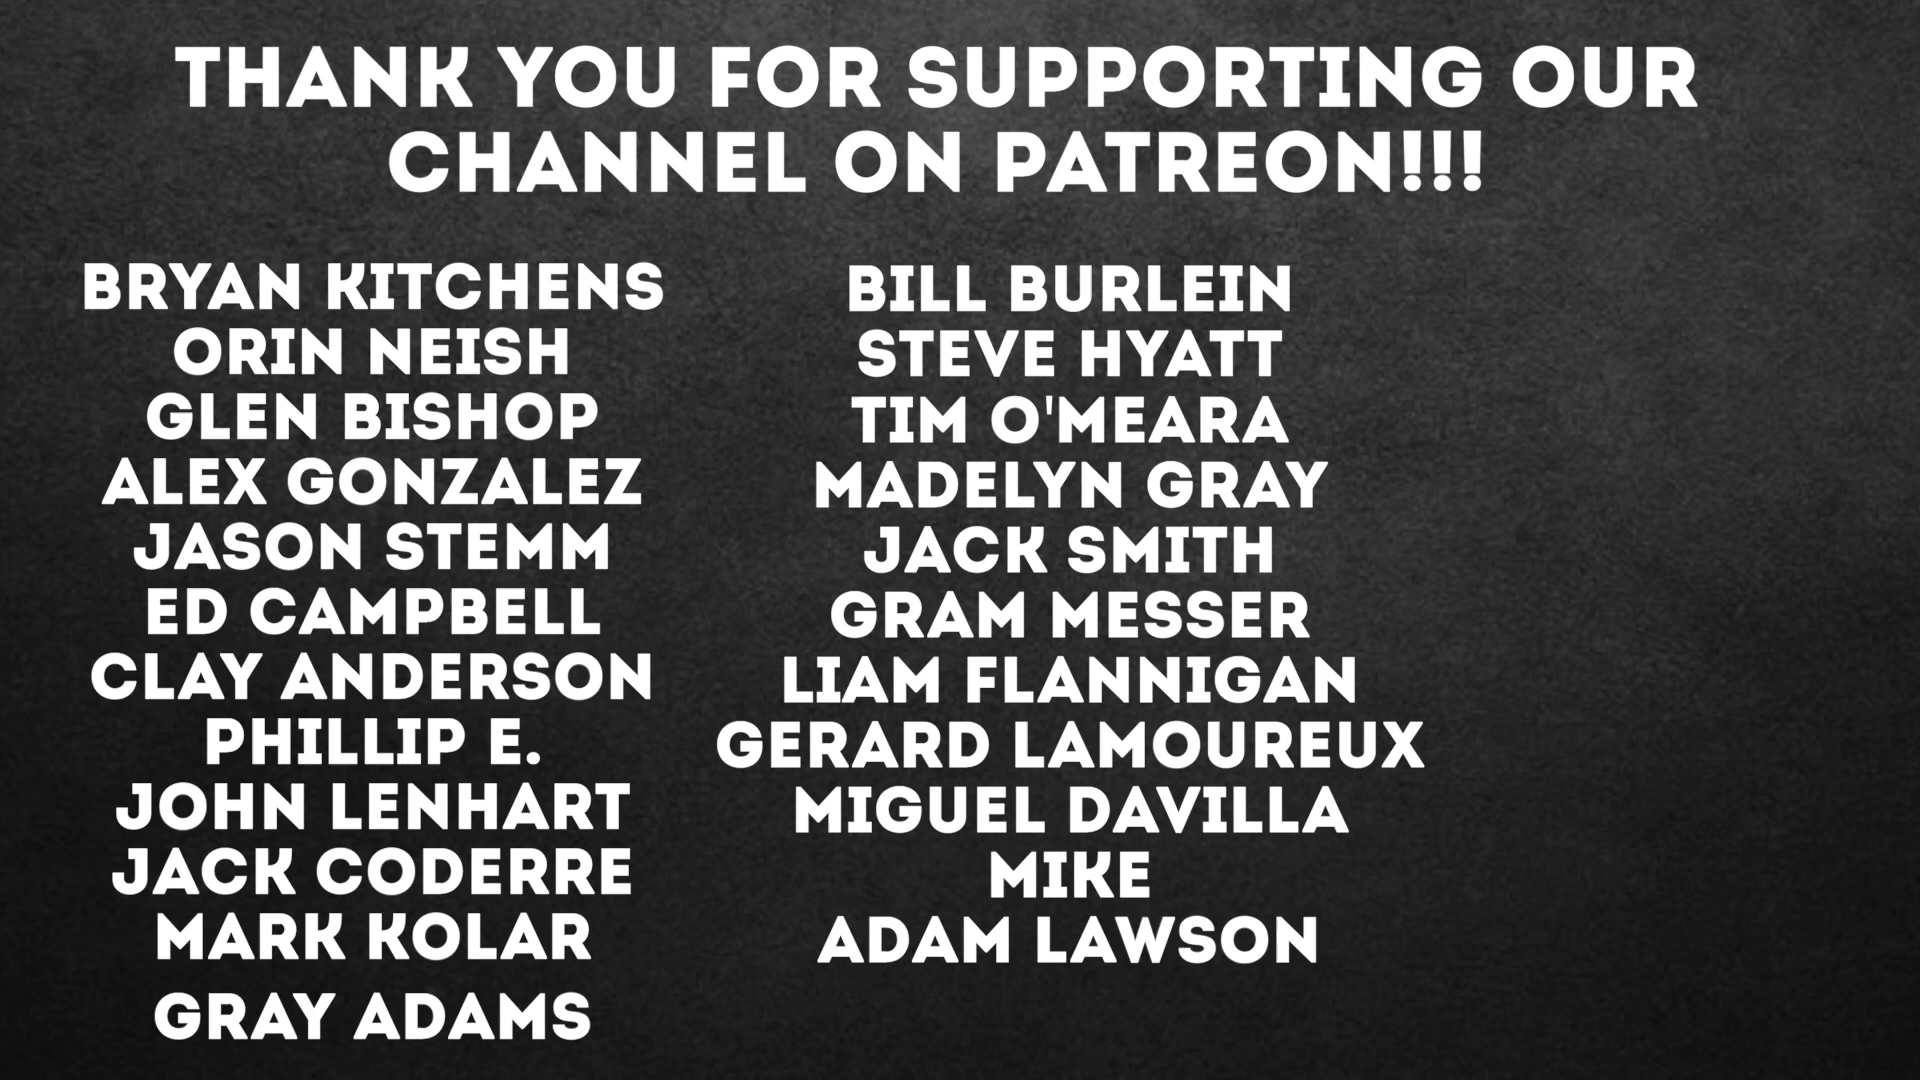 THANK YOU FOR SUPPORTING OUR
CHANNEL ON PATREON!!!
BRYAN KITCHENS
ORIN NEISH
GLEN BISHOP
ALEX GONZALEZ
JASON STEMM
ED CAMPBELL
CLAY ANDERSON
PHILLIP E.
JOHN LENHART
JACK CODERRE
MARK KOLAR
GRAY ADAMS
BILL BURLEIN
STEVE HYATT
TIM O'MEARA
MADELYN GRAY
JACK SMITH
GRAM MESSER
LIAM FLANNIGAN
GERARD LAMOUREUX
MIGUEL DAVILLA
MIKE
ADAM LAWSON